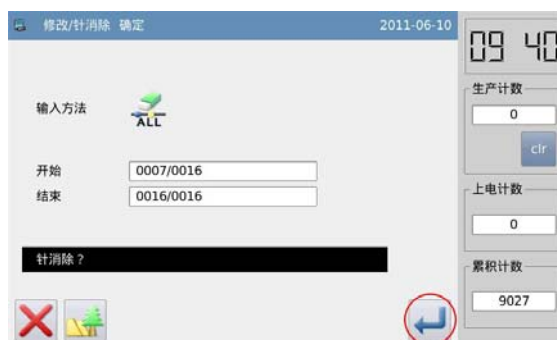 修改/针消除 确定 2011-06-10
09 40
生产计数
0
clr
输入方法
ALL
开始 0007/0016
结束 0016/0016
上电计数
0
针消除？
累积计数
9027